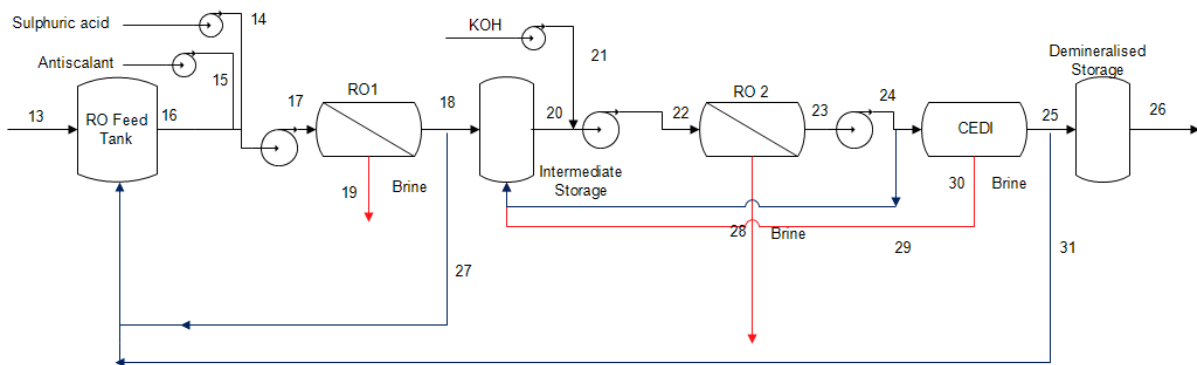 Sulphuric acid
14
KOH
Antiscalant
15
21
Demineralised
Storage
13
RO Feed
Tank
16
17
RO1
18
20
22
RO 2
23
24
CEDI
25
26
19
Brine
Intermediate
Storage
30
Brine
28
Brine
29
31
27